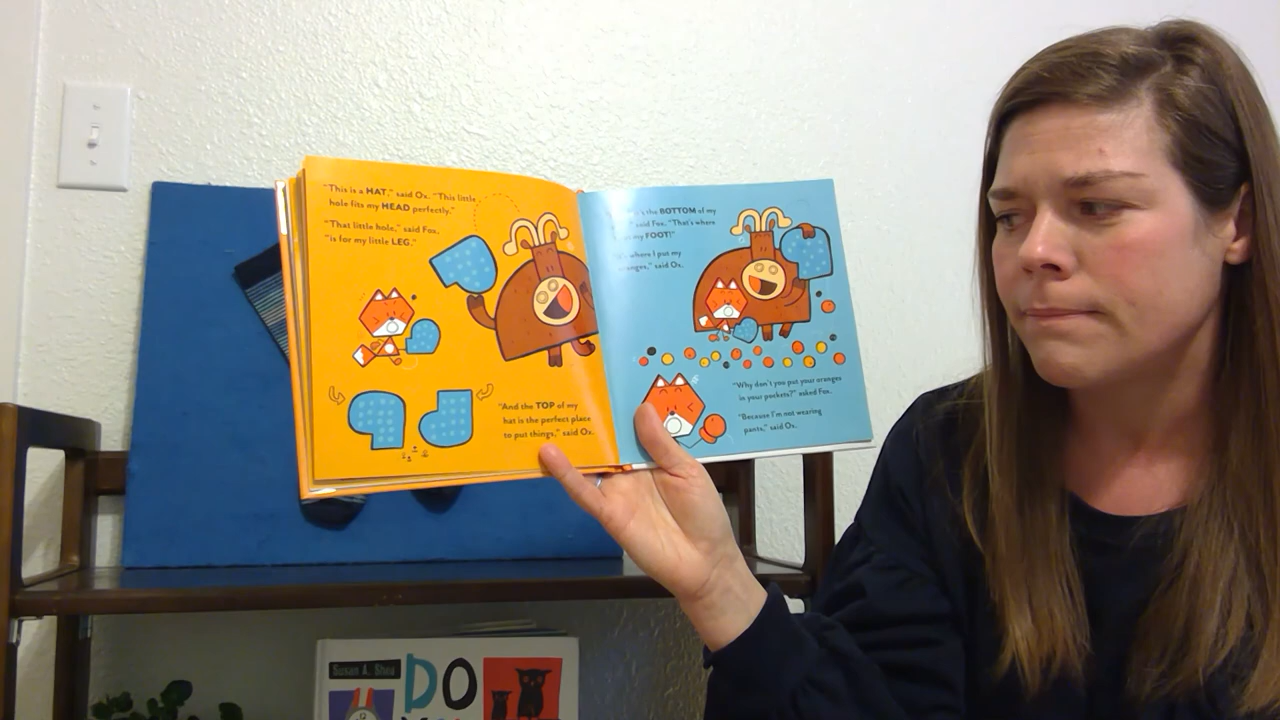 "This is a HAT," said Ox. "This little
hole fits my HEAD perfectly."
"That little hole," said Fox,
"is for my little LEG."
"And the TOP of my
hat is the perfect place
to put things," said Ox.
the BOTTOM of my
said Fox. "That's where
my FOOT!"
where I put my
oranges," said Ox.
"Why don't you put your oranges
in your pockets?" asked Fox.
"Because I'm not wearing
pants," said Ox.
Susan A. Shea
DO